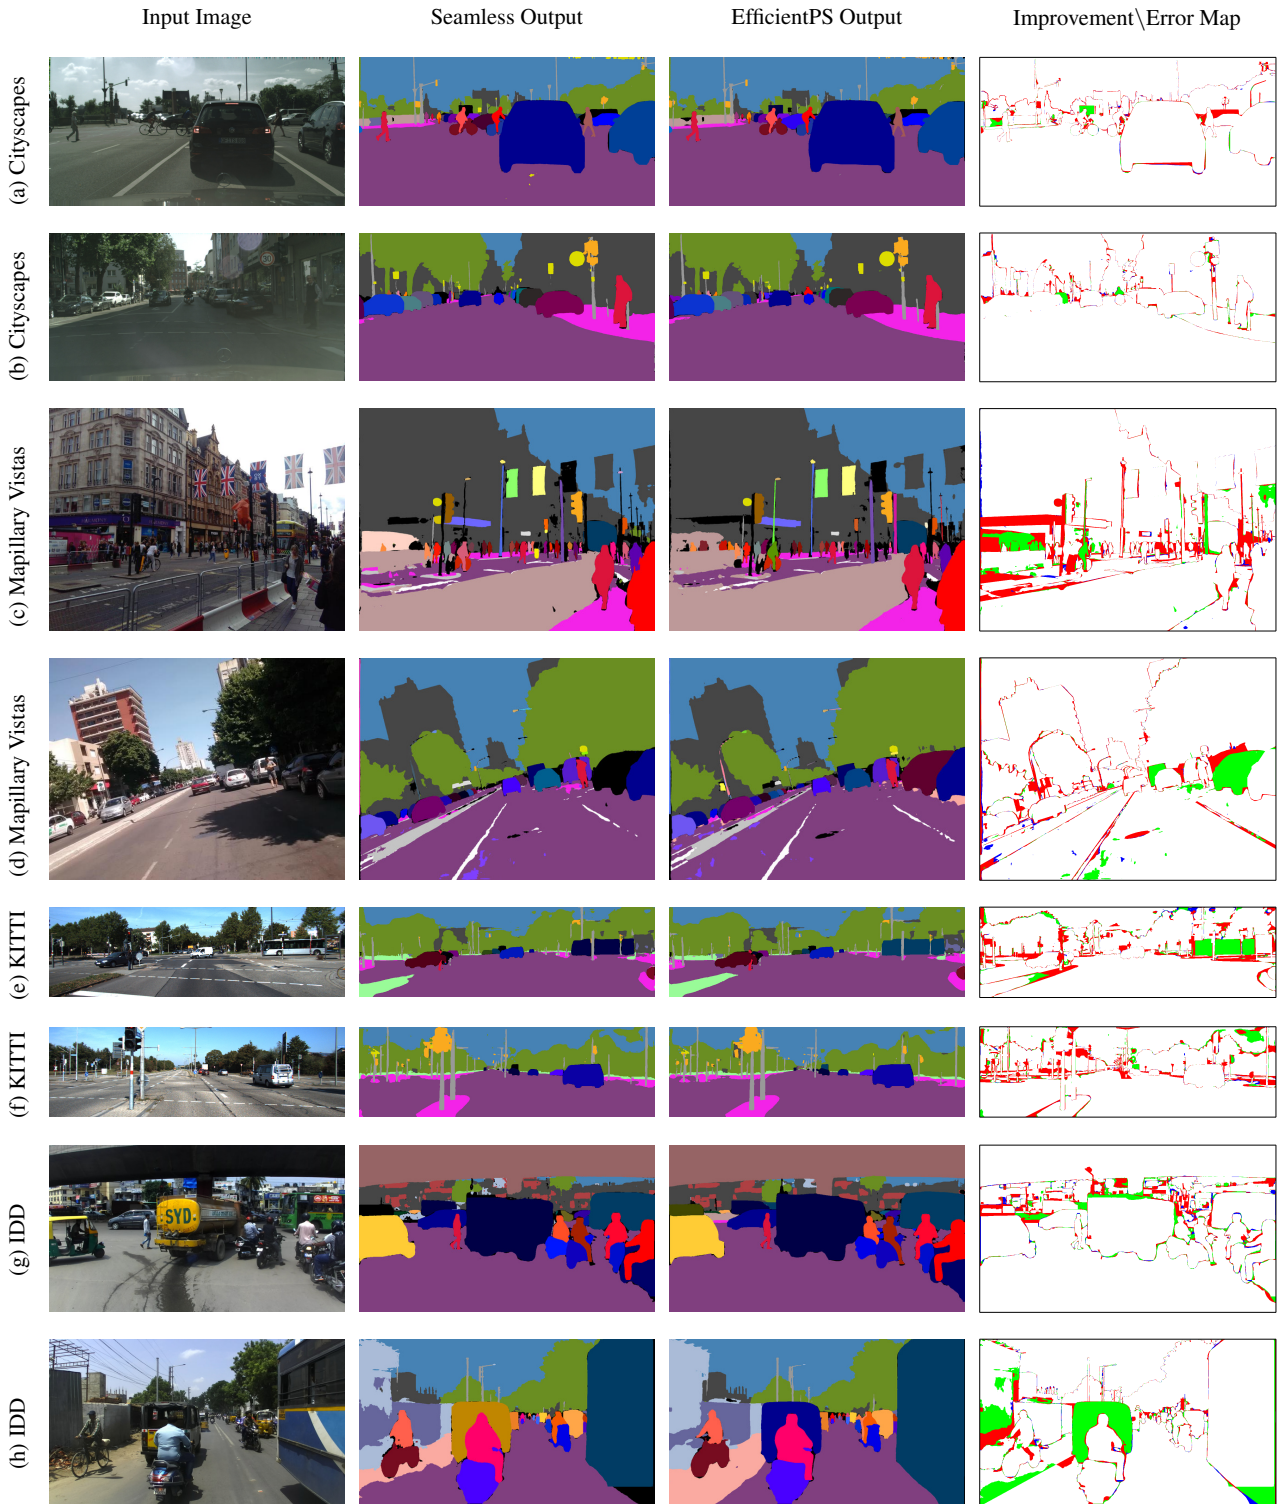 Input Image
Seamless Output
EfficientPS Output
Improvement\Error Map
(a) Cityscapes
(b) Cityscapes
(c) Mapillary Vistas
(d) Mapillary Vistas
(e) KITTI
(f) KITTI
(g) IDD
SYD
(h) IDD